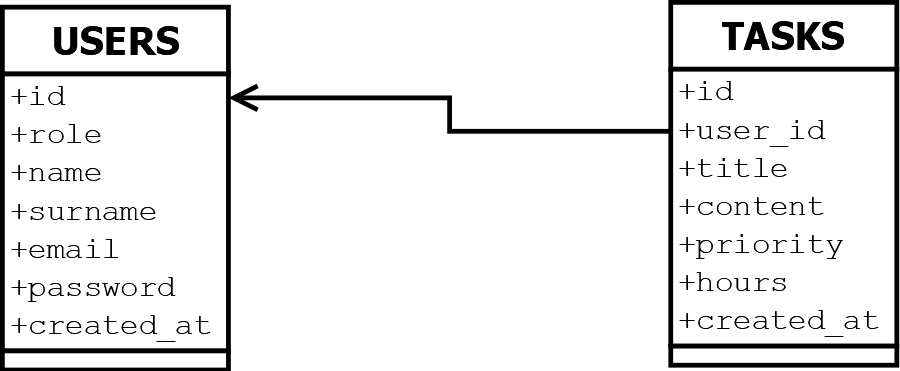 USERS
+id
+role
+name
+surname
+email
+password
+created_at
TASKS
+id
+user_id
+title
+content
+priority
+hours
+created_at